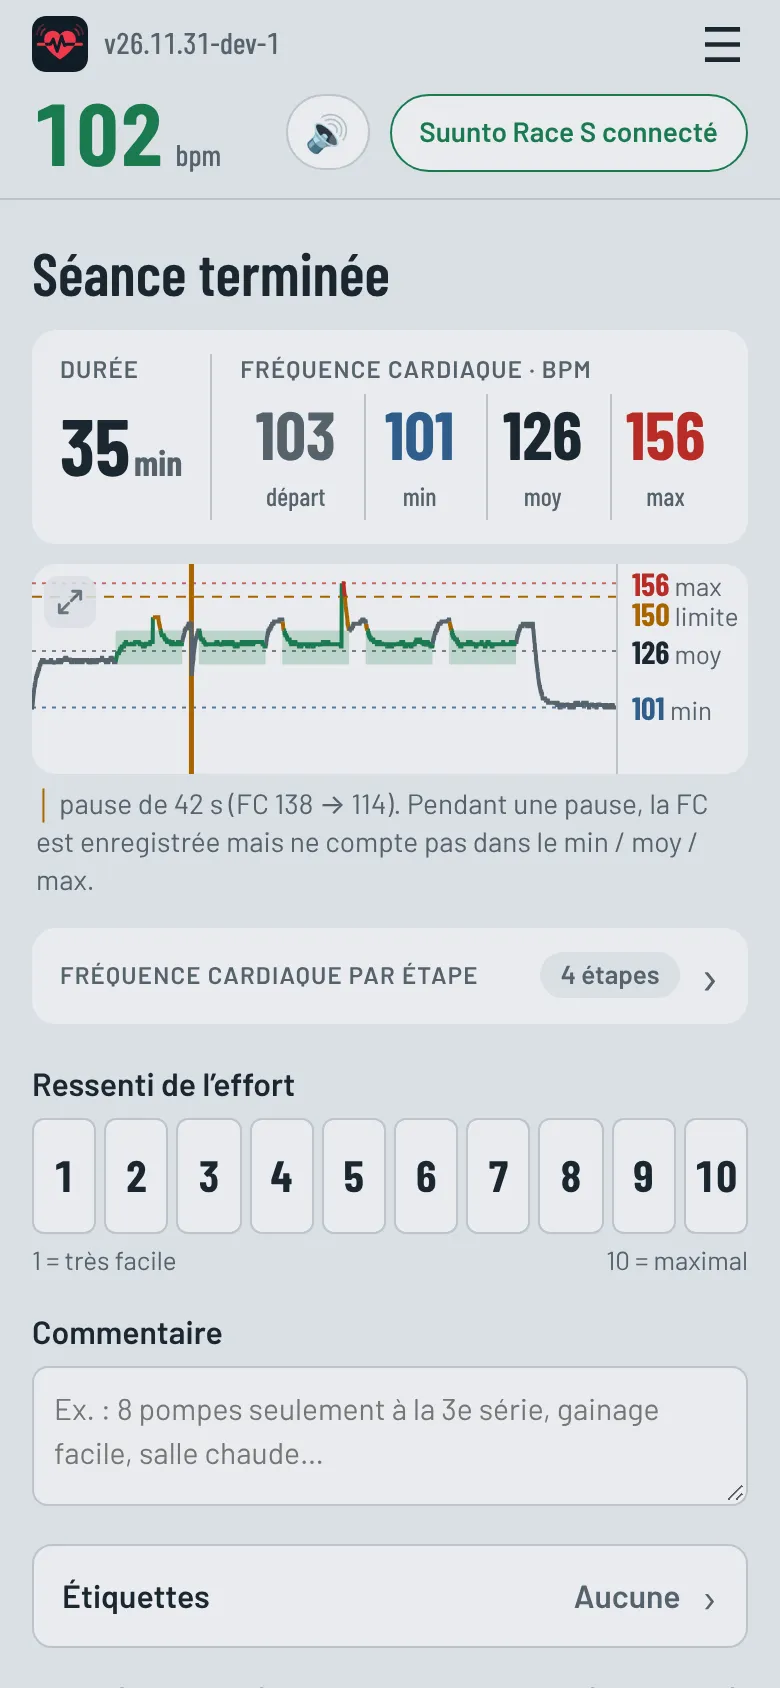 v26.11.31-dev-1
102 bpm
Suunto Race S connecté
Séance terminée
DURÉE
35 min
FRÉQUENCE CARDIAQUE · BPM
103 101 126 156
départ min moy max
156 max
150 limite
126 moy
101 min
pause de 42 s (FC 138 → 114). Pendant une pause, la FC
est enregistrée mais ne compte pas dans le min / moy /
max.
FRÉQUENCE CARDIAQUE PAR ÉTAPE 4 étapes ›
Ressenti de l’effort
1 2 3 4 5 6 7 8 9 10
1 = très facile 10 = maximal
Commentaire
Ex. : 8 pompes seulement à la 3e série, gainage
facile, salle chaude…
Étiquettes Aucune ›